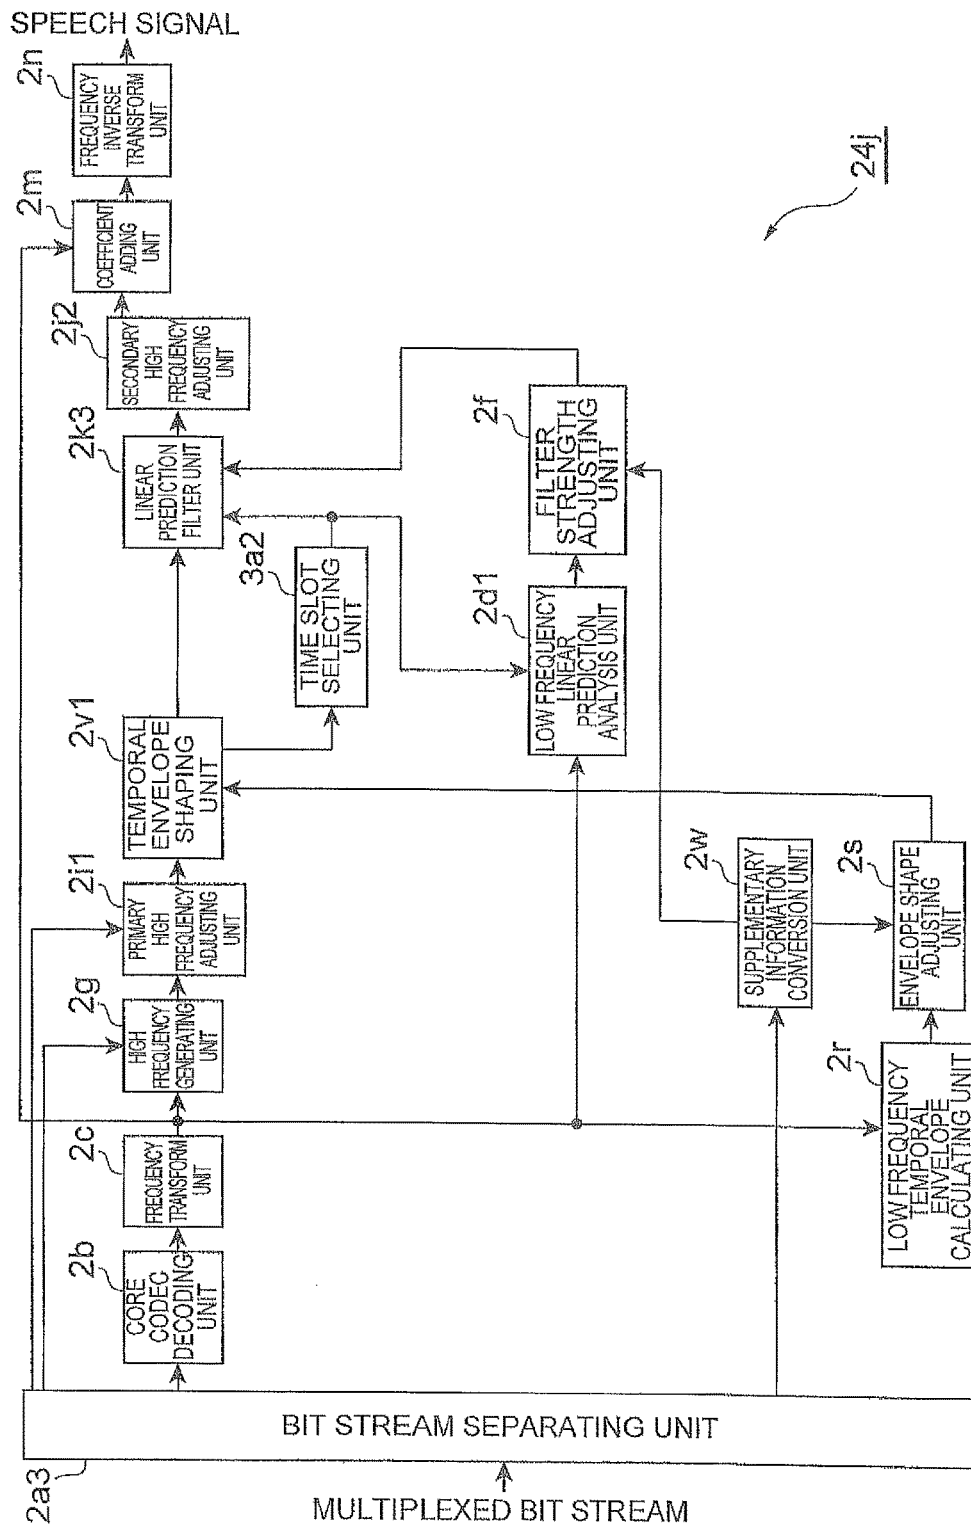 SPEECH SIGNAL
2n
FREQUENCY
INVERSE
TRANSFORM
UNIT
2m
COEFFICIENT
ADDING
UNIT
2j2
SECONDARY
HIGH
FREQUENCY
ADJUSTING
UNIT
2k3
LINEAR
PREDICTION
FILTER UNIT
3a2
TIME SLOT
SELECTING
UNIT
2f
FILTER
STRENGTH
ADJUSTING
UNIT
2d1
LOW FREQUENCY
LINEAR
PREDICTION
ANALYSIS UNIT
2v1
TEMPORAL
ENVELOPE
SHAPING
UNIT
2i1
PRIMARY
HIGH
FREQUENCY
ADJUSTING
UNIT
2g
HIGH
FREQUENCY
GENERATING
UNIT
2w
SUPPLEMENTARY
INFORMATION
CONVERSION UNIT
2s
ENVELOPE SHAPE
ADJUSTING
UNIT
2r
LOW FREQUENCY
TEMPORAL
ENVELOPE
CALCULATING UNIT
2c
FREQUENCY
TRANSFORM
UNIT
2b
CORE
CODEC
DECODING
UNIT
BIT STREAM SEPARATING UNIT
2a3
MULTIPLEXED BIT STREAM
24j